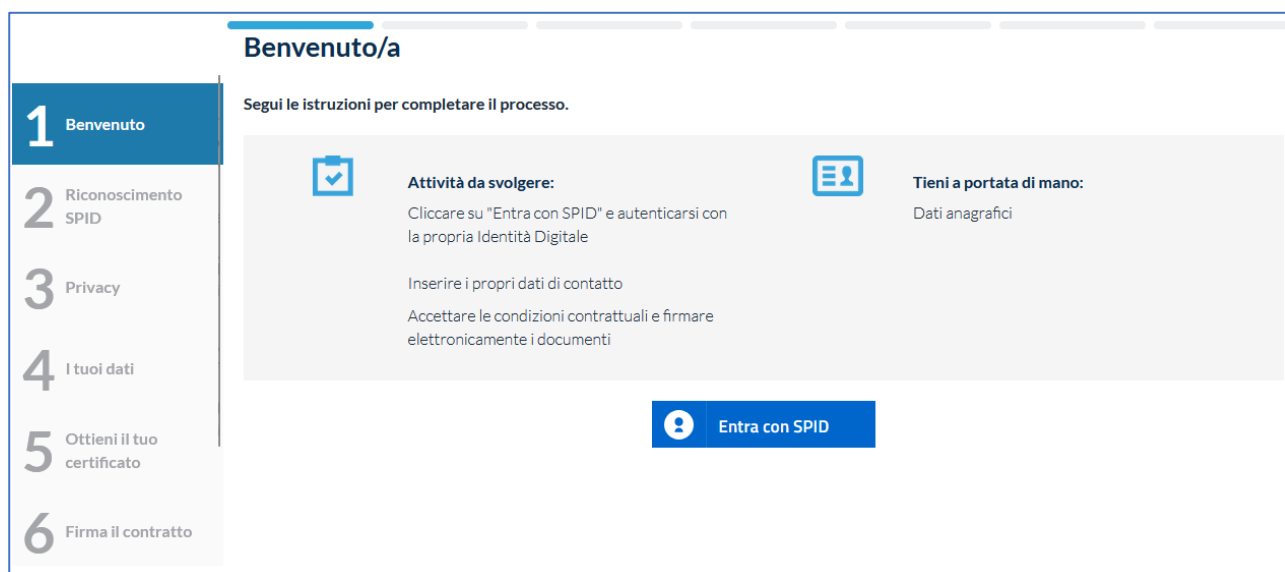 Benvenuto/a
Segui le istruzioni per completare il processo.
1 Benvenuto
2 Riconoscimento
SPID
3 Privacy
4 I tuoi dati
5 Ottieni il tuo
certificato
6 Firma il contratto
Attività da svolgere:
Cliccare su "Entra con SPID" e autenticarsi con
la propria Identità Digitale
Inserire i propri dati di contatto
Accettare le condizioni contrattuali e firmare
elettronicamente i documenti
Tieni a portata di mano:
Dati anagrafici
Entra con SPID